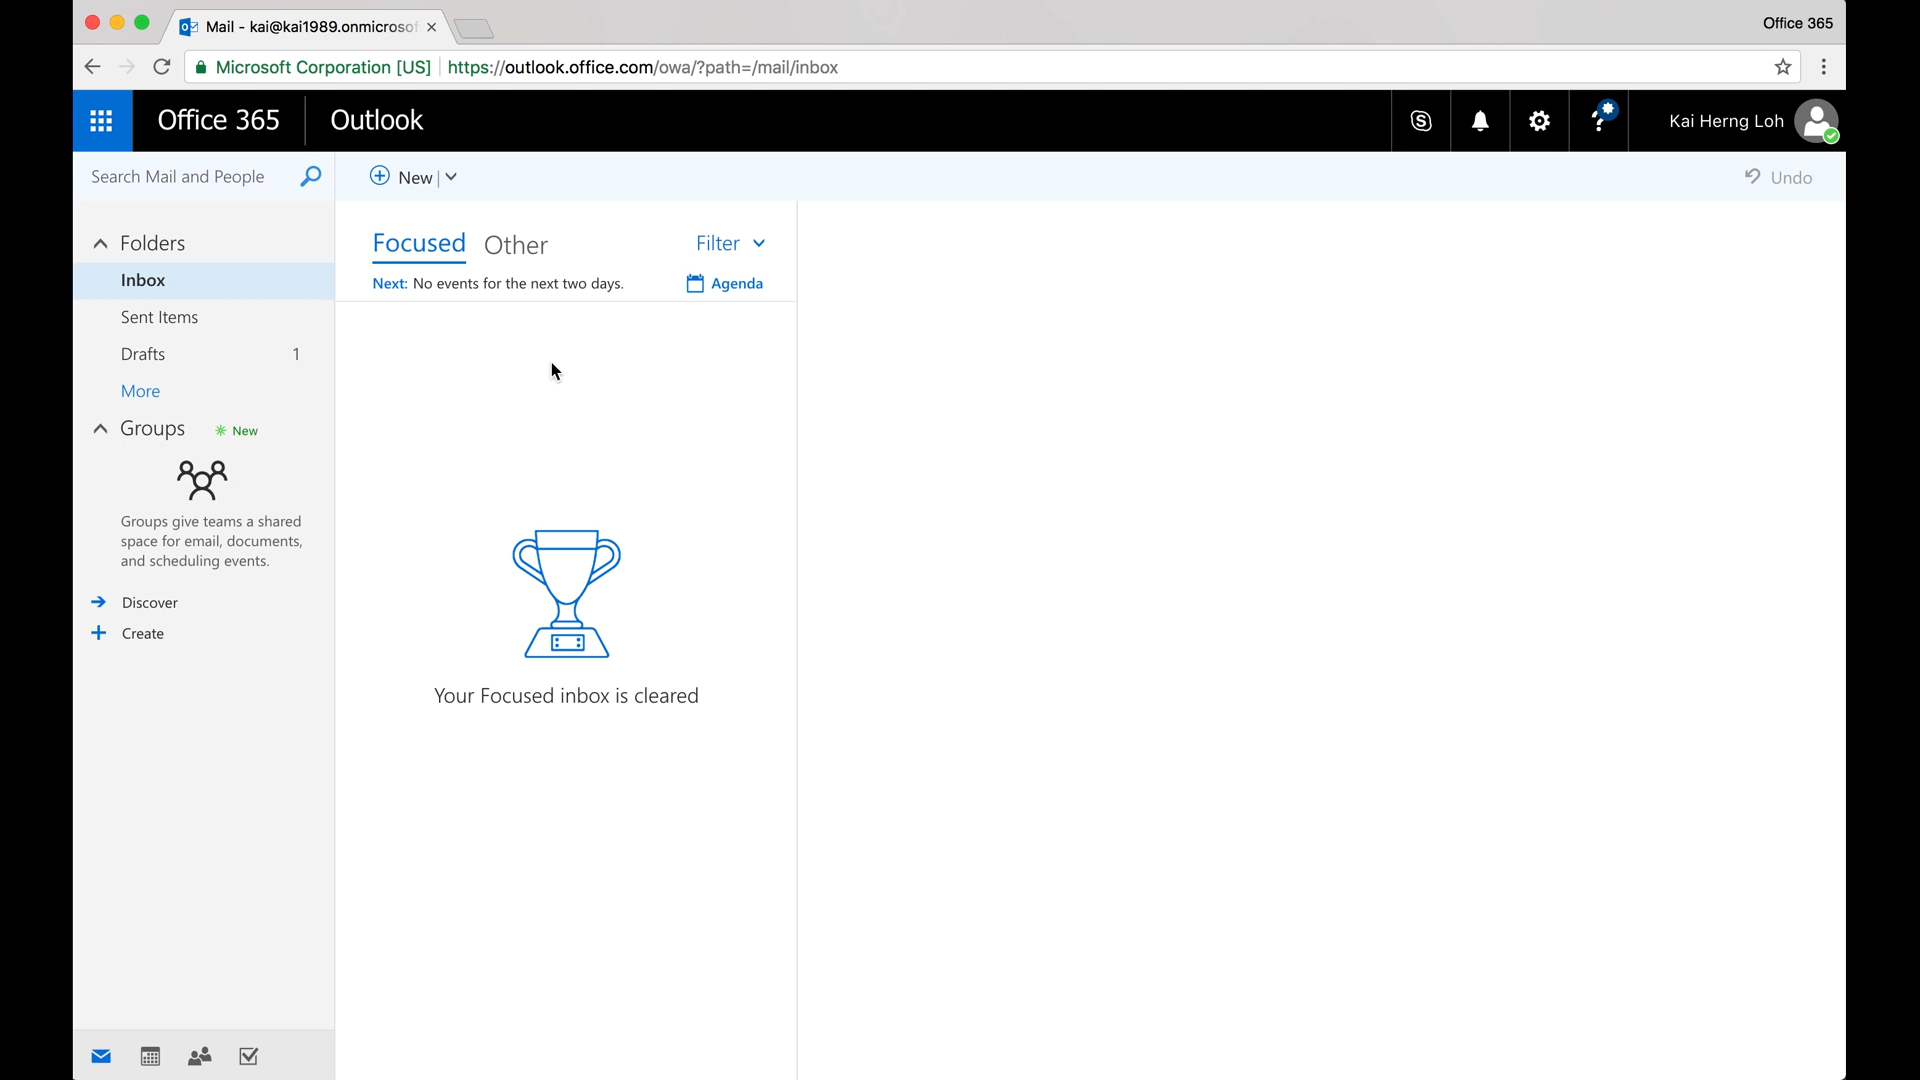 Mail - kai@kai1989.onmicrosof
Office 365
Microsoft Corporation [US] https://outlook.office.com/owa/?path=/mail/inbox
Office 365
Outlook
Kai Herng Loh
Search Mail and People
New
Undo
Folders
Inbox
Sent Items
Drafts 1
More
Groups New
Groups give teams a shared
space for email, documents,
and scheduling events.
Discover
Create
Focused Other
Filter
Next: No events for the next two days.
Agenda
Your Focused inbox is cleared